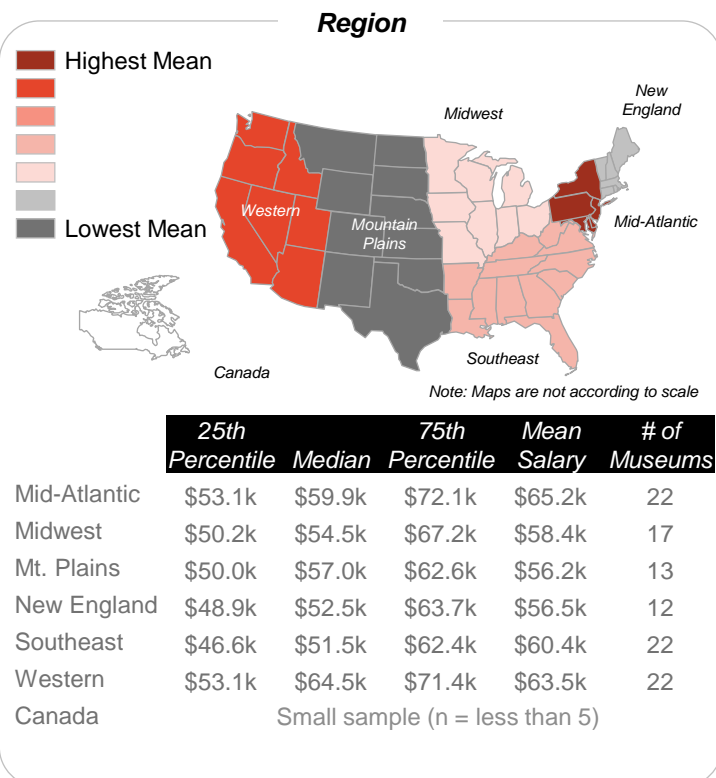 Region
Highest Mean
Lowest Mean
New
England
Midwest
Western
Mountain
Plains
Mid-Atlantic
Southeast
Canada
Note: Maps are not according to scale
25th Percentile Median 75th Percentile Mean Salary # of Museums
Mid-Atlantic $53.1k $59.9k $72.1k $65.2k 22
Midwest $50.2k $54.5k $67.2k $58.4k 17
Mt. Plains $50.0k $57.0k $62.6k $56.2k 13
New England $48.9k $52.5k $63.7k $56.5k 12
Southeast $46.6k $51.5k $62.4k $60.4k 22
Western $53.1k $64.5k $71.4k $63.5k 22
Canada Small sample (n = less than 5)